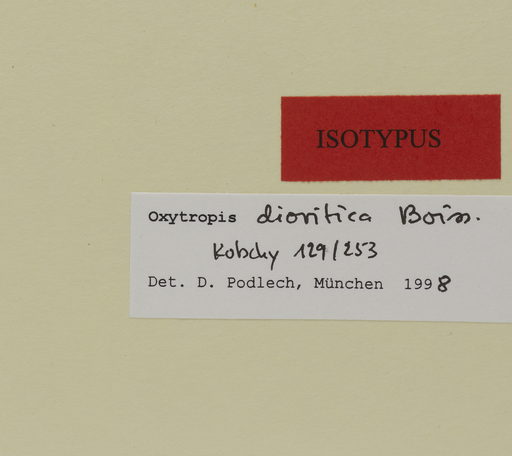 ISOTYPUS
Oxytropis dioritica Boiss.
Kotschy 129/253
Det. D. Podlech, München 1998